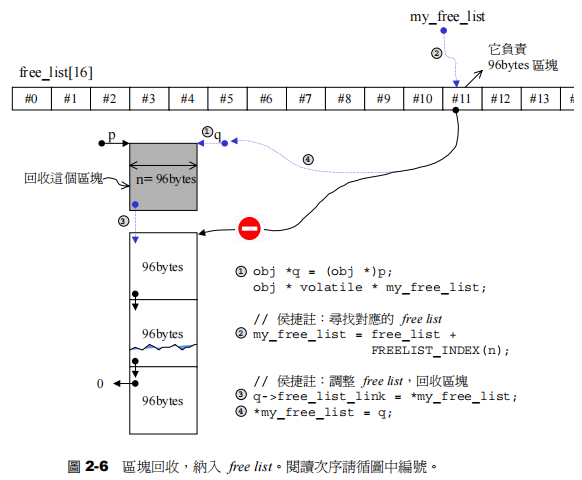 my_free_list
②
它負責
96bytes 區塊
free_list[16]
#0 #1 #2 #3 #4 #5 #6 #7 #8 #9 #10 #11 #12 #13
p
①q
④
回收這個區塊
n= 96bytes
③
96bytes
96bytes
0
96bytes
① obj *q = (obj *)p;
obj * volatile * my_free_list;
// 侯捷註：尋找對應的 free list
② my_free_list = free_list +
FREELIST_INDEX(n);
// 侯捷註：調整 free list，回收區塊
③ q->free_list_link = *my_free_list;
④ *my_free_list = q;
圖 2-6 區塊回收，納入 free list。閱讀次序請循圖中編號。